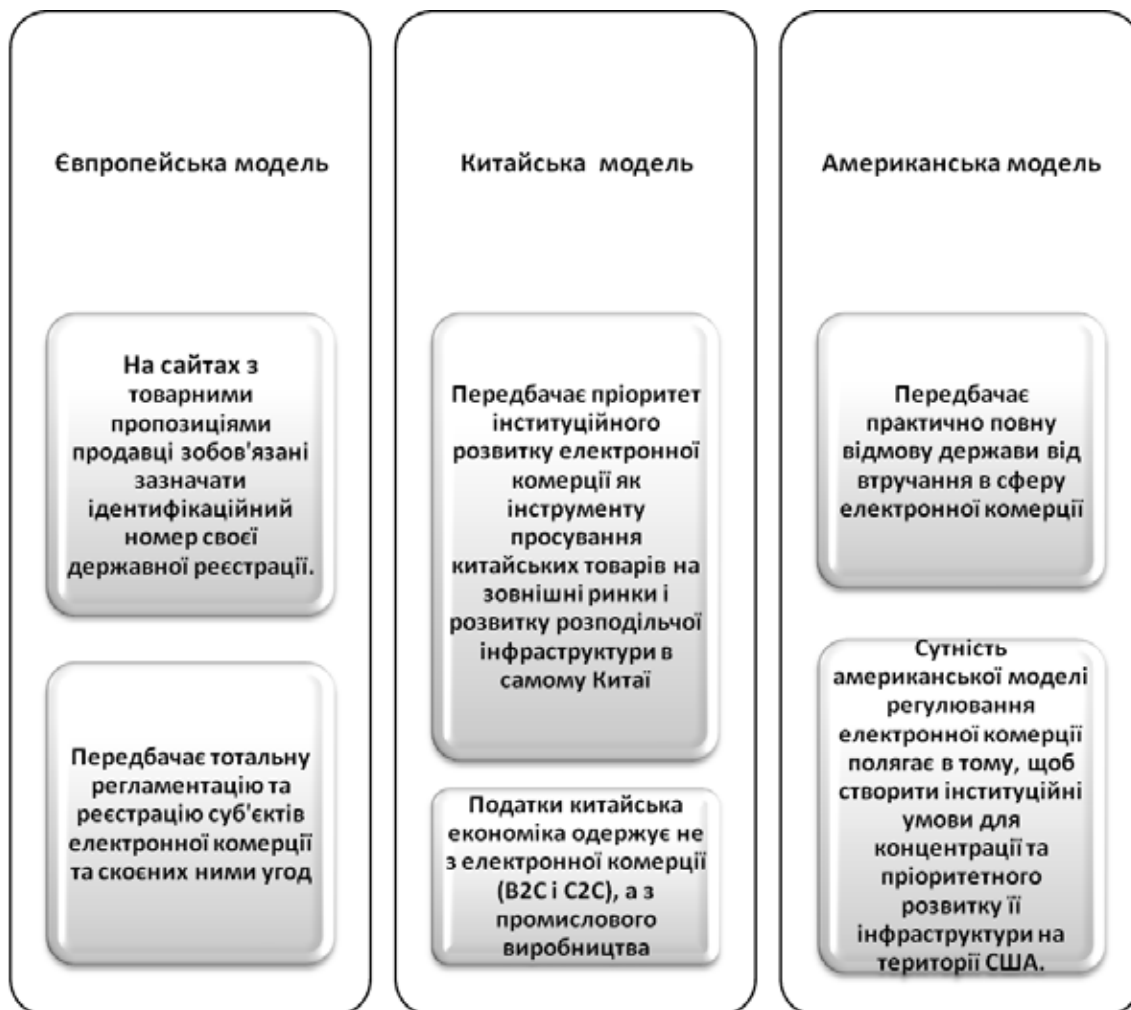 Євпропейська модель
На сайтах з
товарними
пропозиціями
продавці зобов'язані
зазначати
ідентифікаційний
номер своєї
державної реєстрації.
Передбачає тотальну
регламентацію та
реєстрацію суб'єктів
електронної комерції
та скоєних ними угод
Китайська модель
Передбачає пріоритет
інституційного
розвитку електронної
комерції як
інструменту
просування
китайських товарів на
зовнішні ринки і
розвитку розподільчої
інфраструктури в
самому Китаї
Податки китайська
економіка одержує не
з електронної комерції
(B2C і C2C), а з
промислового
виробництва
Американська модель
Передбачає
практично повну
відмову держави від
втручання в сферу
електронної комерції
Сутність
американської моделі
регулювання
електронної комерції
полягає в тому, щоб
створити інституційні
умови для
концентрації та
пріоритетного
розвитку її
інфраструктури на
території США.